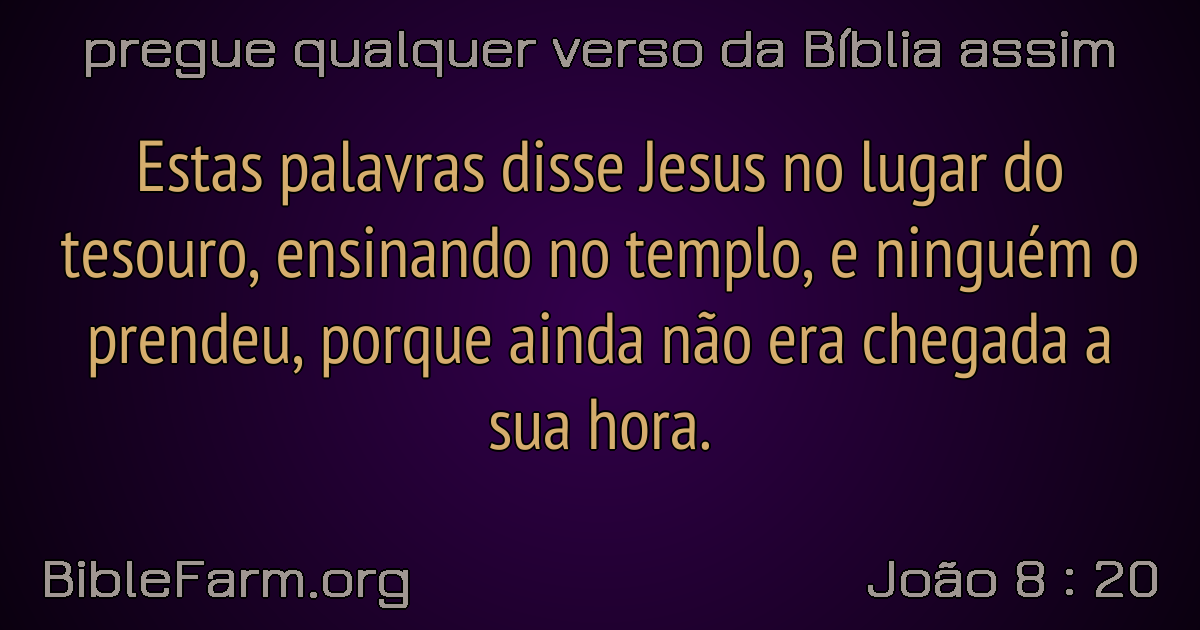 pregue qualquer verso da Bíblia assim
Estas palavras disse Jesus no lugar do
tesouro, ensinando no templo, e ninguém o
prendeu, porque ainda não era chegada a
sua hora.
BibleFarm.org
João 8 : 20